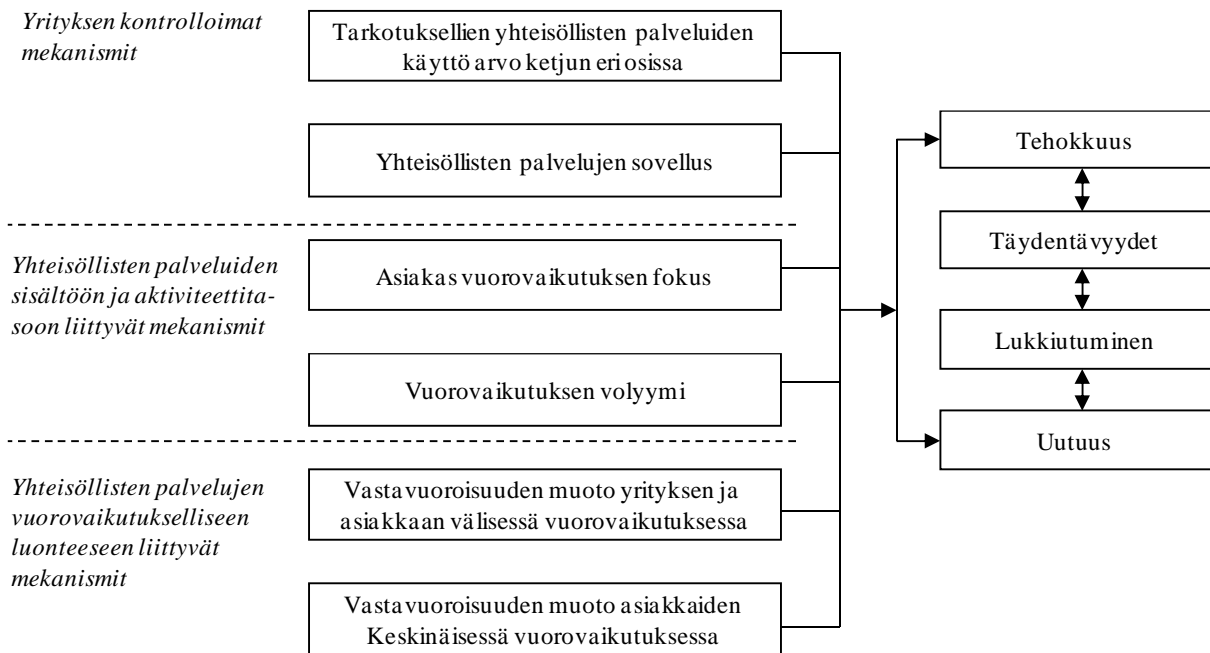 Yrityksen kontrolloimat
mekanismit
Tarkotuksellien yhteisöllisten palveluiden
käyttö arvo ketjun eri osissa
Yhteisöllisten palvelujen sovellus
Yhteisöllisten palveluiden
sisältöön ja aktiviteettita-
soon liittyvät mekanismit
Asiakas vuorovaikutuksen fokus
Vuorovaikutuksen volyymi
Yhteisöllisten palvelujen
vuorovaikutukselliseen
luonteeseen liittyvät
mekanismit
Vastavuoroisuuden muoto yrityksen ja
asiakkaan välisessä vuorovaikutuksessa
Vastavuoroisuuden muoto asiakkaiden
Keskinäisessä vuorovaikutuksessa
Tehokkuus
Täydentävyydet
Lukkiutuminen
Uutuus